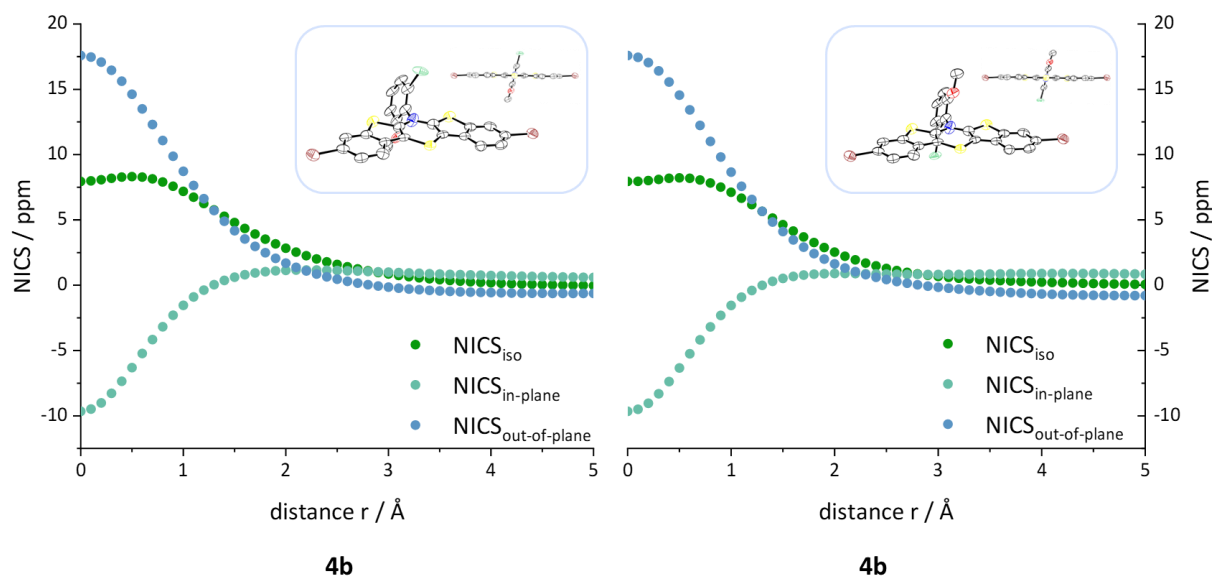 20
15
10
5
0
-5
-10
NICS / ppm
NICS_iso
NICS_in-plane
NICS_out-of-plane
0 1 2 3 4 5
distance r / Å
4b
20
15
10
5
0
-5
-10
NICS / ppm
NICS_iso
NICS_in-plane
NICS_out-of-plane
0 1 2 3 4 5
distance r / Å
4b